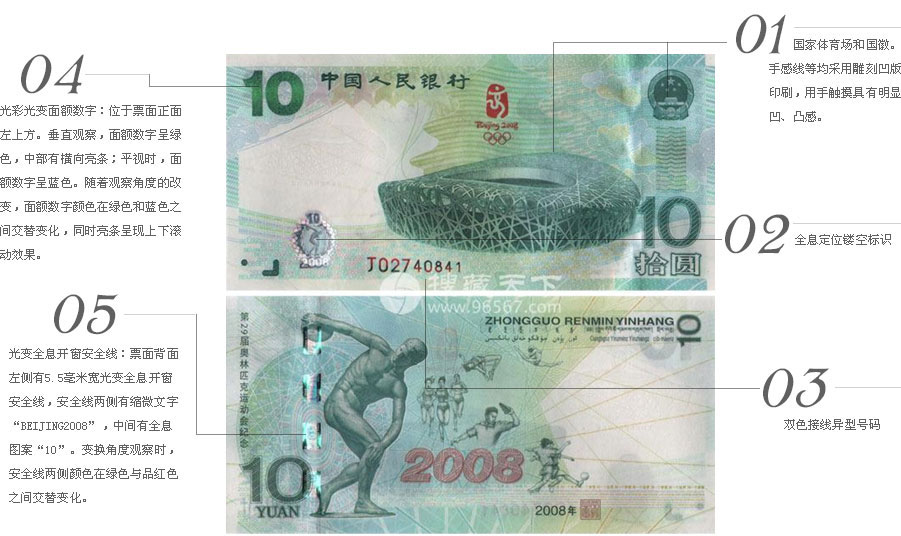 01
国家体育场和国徽。
手感线等均采用雕刻凹版
印刷，用手触摸具有明显
凹、凸感。
04
光彩光变面额数字：位于票面正面
左上方。垂直观察，面额数字呈绿
色，中部有横向亮条；平视时，面
额数字呈蓝色。随着观察角度的改
变，面额数字颜色在绿色和蓝色之
间交替变化，同时亮条呈现上下滚
动效果。
10
中国人民银行
Beijing 2008
10
2008
J02740841
10
拾圆
搜藏天下
www.96567.com
02
全息定位镂空标识
05
光变全息开窗安全线：票面背面
左侧有5.5毫米宽光变全息开窗
安全线，安全线两侧有缩微文字
“BEIJING2008”，中间有全息
图案“10”。变换角度观察时，
安全线两侧颜色在绿色与品红色
之间交替变化。
第29届奥林匹克运动会纪念
ZHONGGUO RENMIN YINHANG
10
2008
10
YUAN
2008年
03
双色接线异型号码